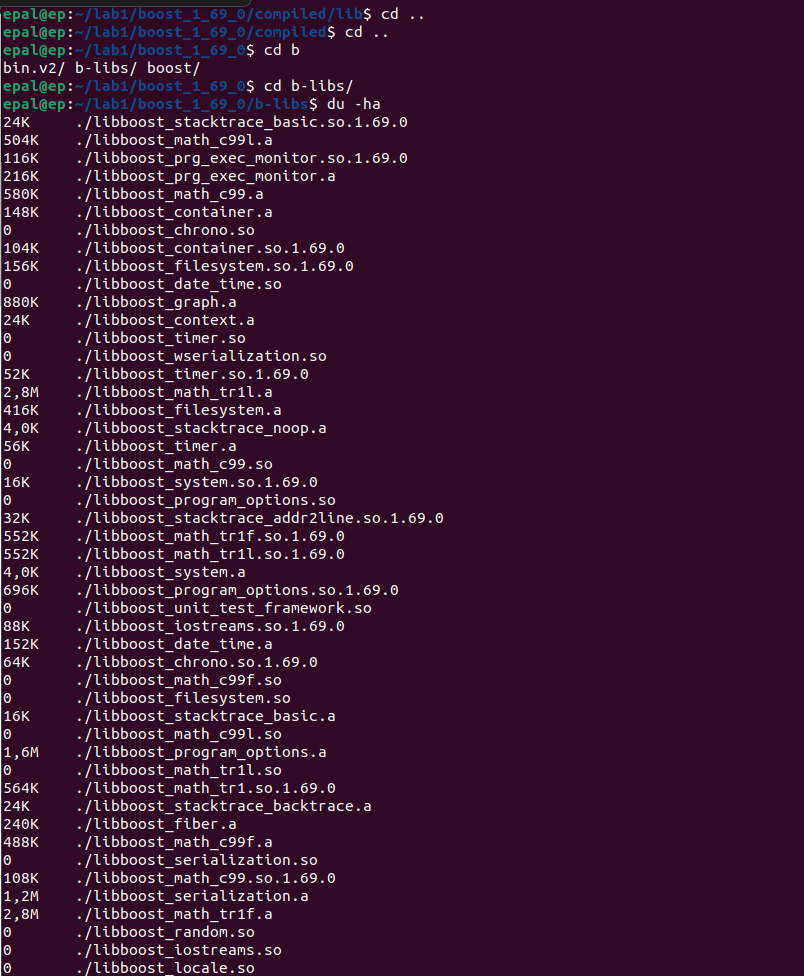 epal@ep:~/lab1/boost_1_69_0/compiled/lib$ cd ..
epal@ep:~/lab1/boost_1_69_0/compiled$ cd ..
epal@ep:~/lab1/boost_1_69_0$ cd b
bin.v2/ b-libs/ boost/
epal@ep:~/lab1/boost_1_69_0$ cd b-libs/
epal@ep:~/lab1/boost_1_69_0/b-libs$ du -ha
24K ./libboost_stacktrace_basic.so.1.69.0
504K ./libboost_math_c99l.a
116K ./libboost_prg_exec_monitor.so.1.69.0
216K ./libboost_prg_exec_monitor.a
580K ./libboost_math_c99.a
148K ./libboost_container.a
0 ./libboost_chrono.so
104K ./libboost_container.so.1.69.0
156K ./libboost_filesystem.so.1.69.0
0 ./libboost_date_time.so
880K ./libboost_graph.a
24K ./libboost_context.a
0 ./libboost_timer.so
0 ./libboost_wserialization.so
52K ./libboost_timer.so.1.69.0
2,8M ./libboost_math_tr1l.a
416K ./libboost_filesystem.a
4,0K ./libboost_stacktrace_noop.a
56K ./libboost_timer.a
0 ./libboost_math_c99.so
16K ./libboost_system.so.1.69.0
0 ./libboost_program_options.so
32K ./libboost_stacktrace_addr2line.so.1.69.0
552K ./libboost_math_tr1f.so.1.69.0
552K ./libboost_math_tr1l.so.1.69.0
4,0K ./libboost_system.a
696K ./libboost_program_options.so.1.69.0
0 ./libboost_unit_test_framework.so
88K ./libboost_iostreams.so.1.69.0
152K ./libboost_date_time.a
64K ./libboost_chrono.so.1.69.0
0 ./libboost_math_c99f.so
0 ./libboost_filesystem.so
16K ./libboost_stacktrace_basic.a
0 ./libboost_math_c99l.so
1,6M ./libboost_program_options.a
0 ./libboost_math_tr1l.so
564K ./libboost_math_tr1.so.1.69.0
24K ./libboost_stacktrace_backtrace.a
240K ./libboost_fiber.a
488K ./libboost_math_c99f.a
0 ./libboost_serialization.so
108K ./libboost_math_c99.so.1.69.0
1,2M ./libboost_serialization.a
2,8M ./libboost_math_tr1f.a
0 ./libboost_random.so
0 ./libboost_iostreams.so
0 ./libboost_locale.so